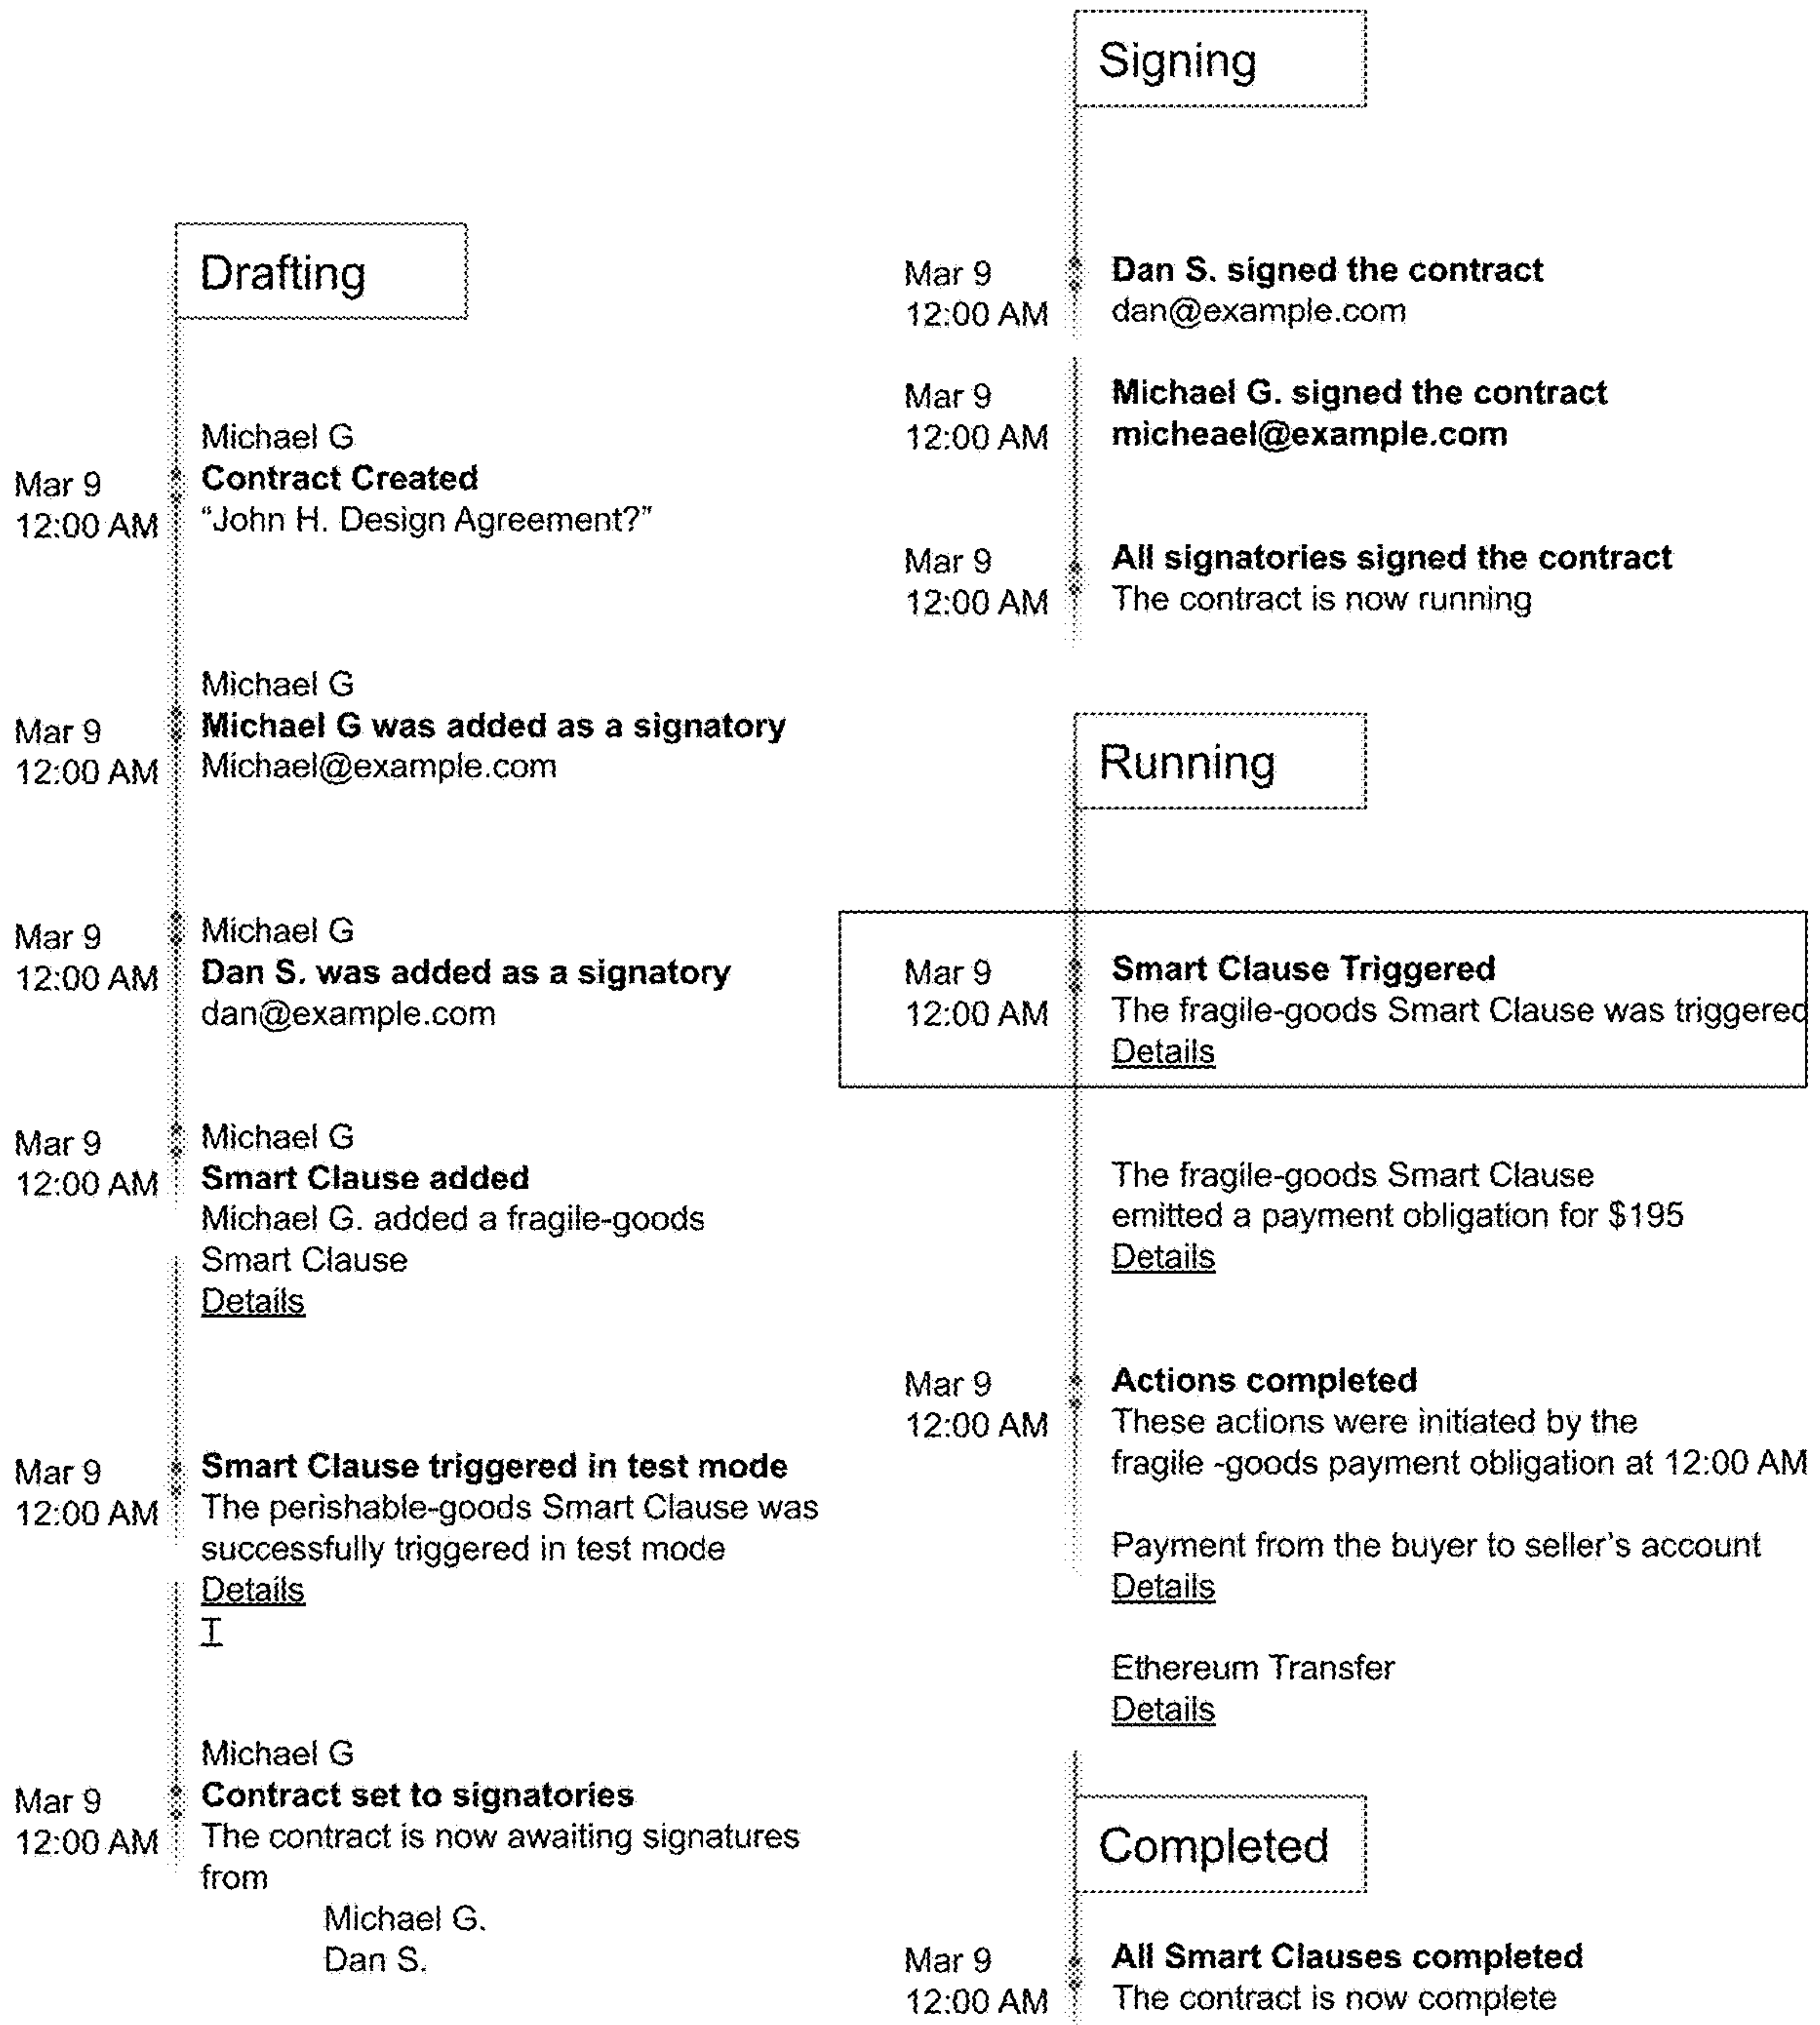 Drafting
Michael G
Mar 9
Contract Created
12:00 AM
“John H. Design Agreement?”
Michael G
Mar 9
Michael G was added as a signatory
12:00 AM
Michael@example.com
Mar 9
Michael G
12:00 AM
Dan S. was added as a signatory
dan@example.com
Mar 9
Michael G
12:00 AM
Smart Clause added
Michael G. added a fragile-goods
Smart Clause
Details
Mar 9
Smart Clause triggered in test mode
12:00 AM
The perishable-goods Smart Clause was
successfully triggered in test mode
Details
I
Michael G
Mar 9
Contract set to signatories
12:00 AM
The contract is now awaiting signatures
from
Michael G.
Dan S.
Signing
Mar 9
Dan S. signed the contract
12:00 AM
dan@example.com
Mar 9
Michael G. signed the contract
12:00 AM
micheael@example.com
Mar 9
All signatories signed the contract
12:00 AM
The contract is now running
Running
Mar 9
Smart Clause Triggered
12:00 AM
The fragile-goods Smart Clause was triggered
Details
The fragile-goods Smart Clause
emitted a payment obligation for $195
Details
Mar 9
Actions completed
12:00 AM
These actions were initiated by the
fragile -goods payment obligation at 12:00 AM
Payment from the buyer to seller’s account
Details
Ethereum Transfer
Details
Completed
Mar 9
All Smart Clauses completed
12:00 AM
The contract is now complete